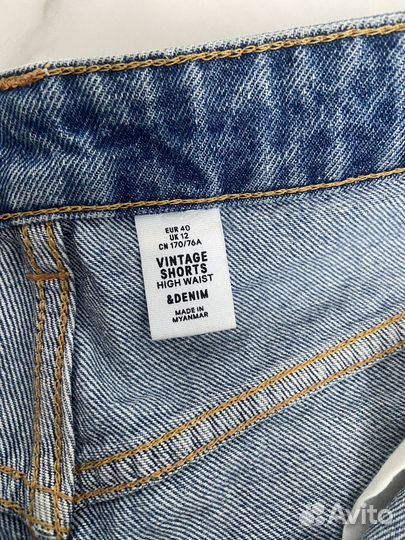 EUR 40
UK 12
CN 170/76A
VINTAGE
SHORTS
HIGH WAIST
&DENIM
MADE IN
MYANMAR
Avito